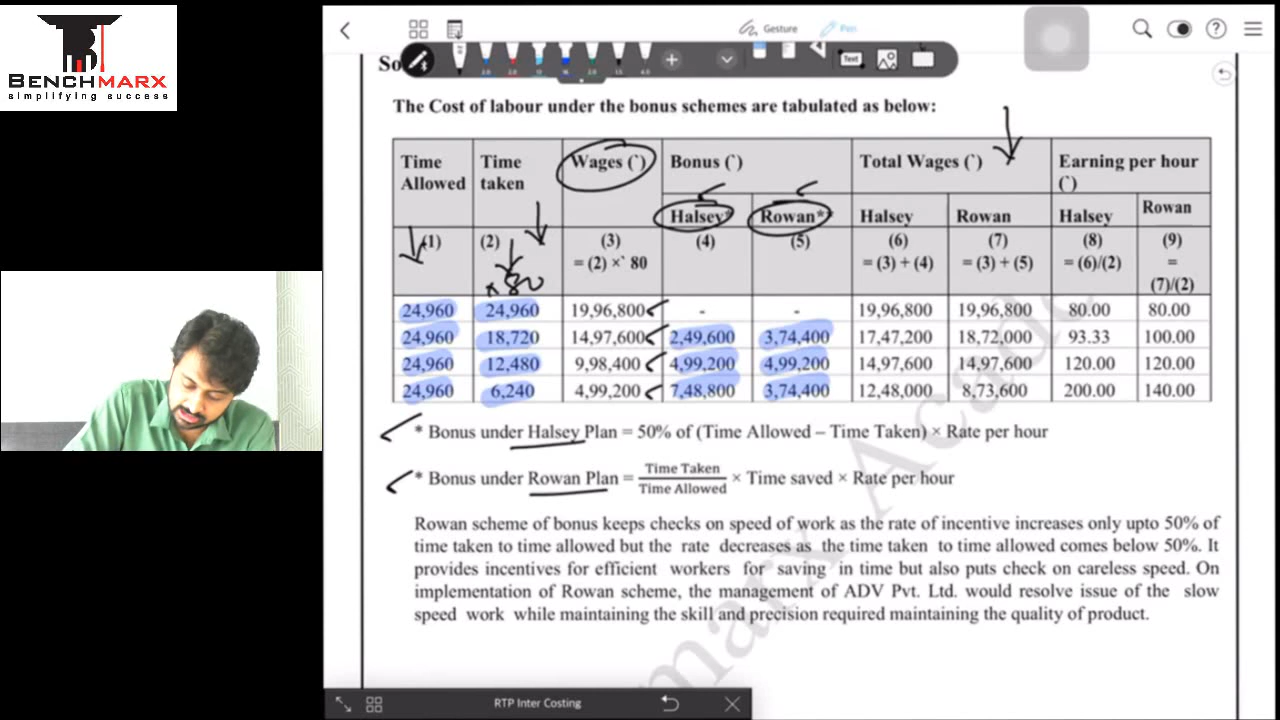 BENCHMARX
simplifying success
Gesture
Pen
Text
The Cost of labour under the bonus schemes are tabulated as below:
Time Allowed | Time taken | Wages (`) | Bonus (`) | Total Wages (`) | Earning per hour (`)
Halsey* | Rowan** | Halsey | Rowan | Halsey | Rowan
(1) | (2) | (3) = (2) ×` 80 | (4) | (5) | (6) = (3) + (4) | (7) = (3) + (5) | (8) = (6)/(2) | (9) = (7)/(2)
× 80
24,960 | 24,960 | 19,96,800 | - | - | 19,96,800 | 19,96,800 | 80.00 | 80.00
24,960 | 18,720 | 14,97,600 | 2,49,600 | 3,74,400 | 17,47,200 | 18,72,000 | 93.33 | 100.00
24,960 | 12,480 | 9,98,400 | 4,99,200 | 4,99,200 | 14,97,600 | 14,97,600 | 120.00 | 120.00
24,960 | 6,240 | 4,99,200 | 7,48,800 | 3,74,400 | 12,48,000 | 8,73,600 | 200.00 | 140.00
* Bonus under Halsey Plan = 50% of (Time Allowed – Time Taken) × Rate per hour
* Bonus under Rowan Plan = Time Taken / Time Allowed × Time saved × Rate per hour
Rowan scheme of bonus keeps checks on speed of work as the rate of incentive increases only upto 50% of
time taken to time allowed but the rate decreases as the time taken to time allowed comes below 50%. It
provides incentives for efficient workers for saving in time but also puts check on careless speed. On
implementation of Rowan scheme, the management of ADV Pvt. Ltd. would resolve issue of the slow
speed work while maintaining the skill and precision required maintaining the quality of product.
RTP Inter Costing